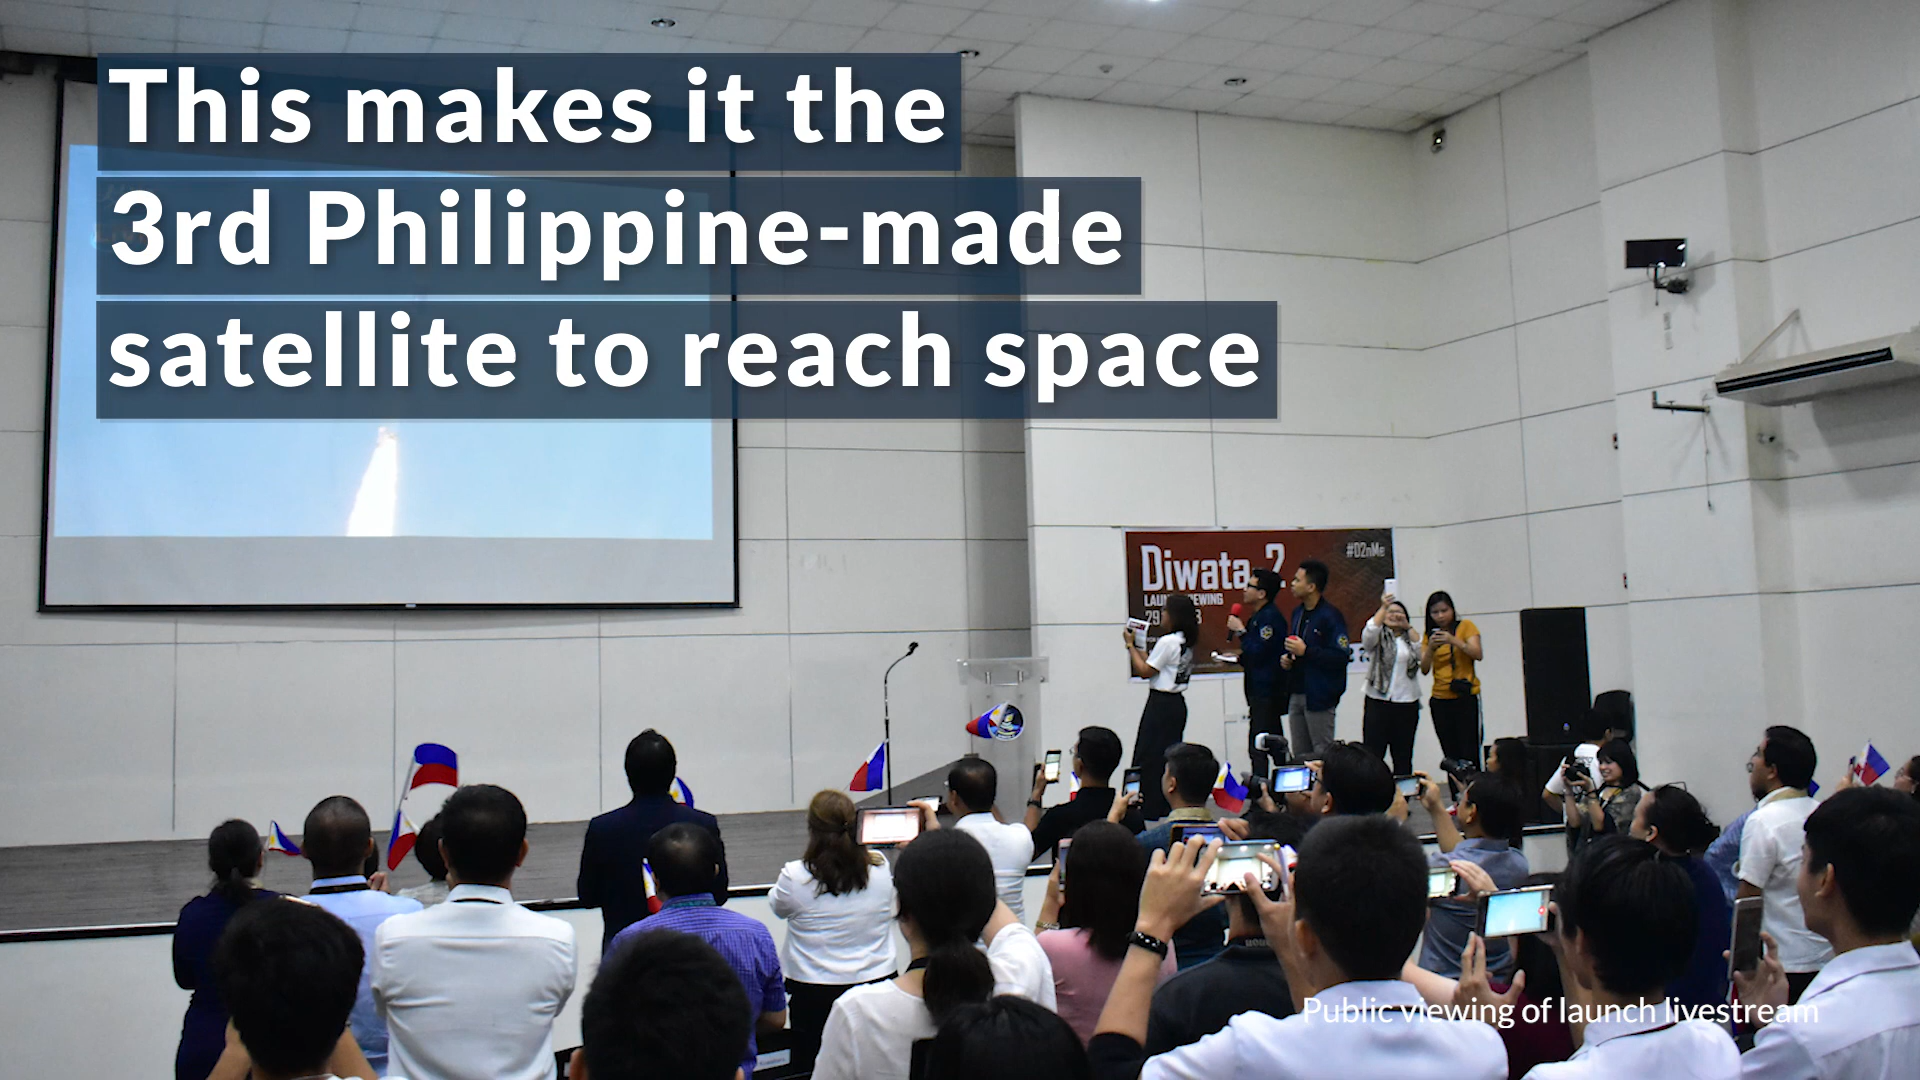 This makes it the
3rd Philippine-made
satellite to reach space
Diwata 2
#D2nMe
29
Public viewing of launch livestream